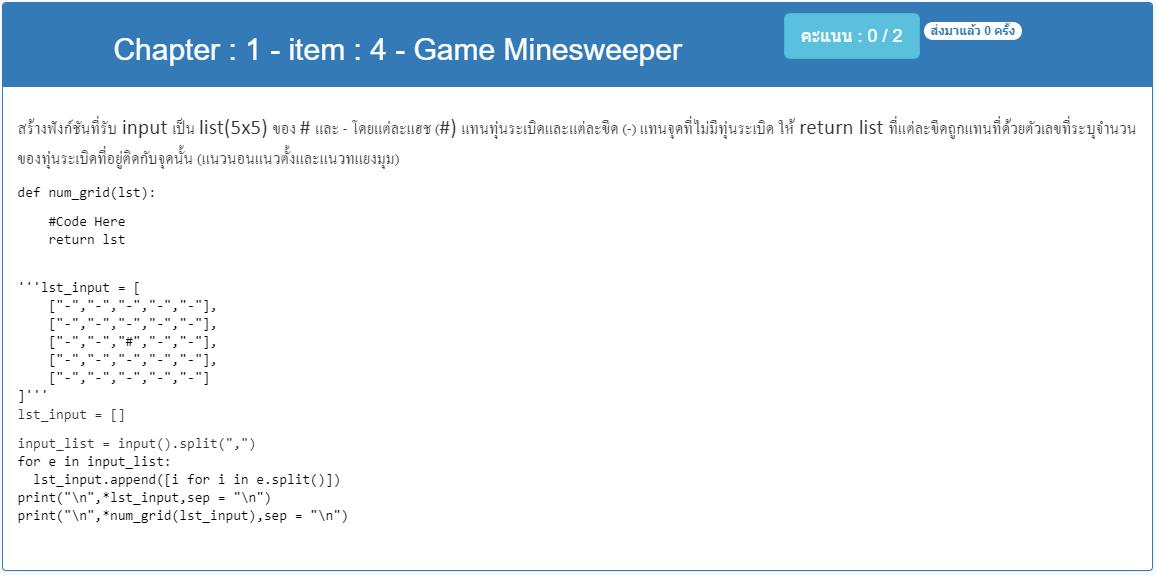 Chapter : 1 - item : 4 - Game Minesweeper
คะแนน : 0 / 2
ส่งมาแล้ว 0 ครั้ง
สร้างฟังก์ชันที่รับ input เป็น list(5x5) ของ # และ - โดยแต่ละแฮช (#) แทนทุ่นระเบิดและแต่ละขีด (-) แทนจุดที่ไม่มีทุ่นระเบิด ให้ return list ที่แต่ละขีดถูกแทนที่ด้วยตัวเลขที่ระบุจำนวน
ของทุ่นระเบิดที่อยู่ติดกับจุดนั้น (แนวนอนแนวตั้งและแนวทแยงมุม)
def num_grid(lst):
    #Code Here
    return lst
'''lst_input = [
    ["-","-","-","-","-"],
    ["-","-","-","-","-"],
    ["-","-","#","-","-"],
    ["-","-","-","-","-"],
    ["-","-","-","-","-"]
]'''
lst_input = []
input_list = input().split(",")
for e in input_list:
  lst_input.append([i for i in e.split()])
print("\n",*lst_input,sep = "\n")
print("\n",*num_grid(lst_input),sep = "\n")